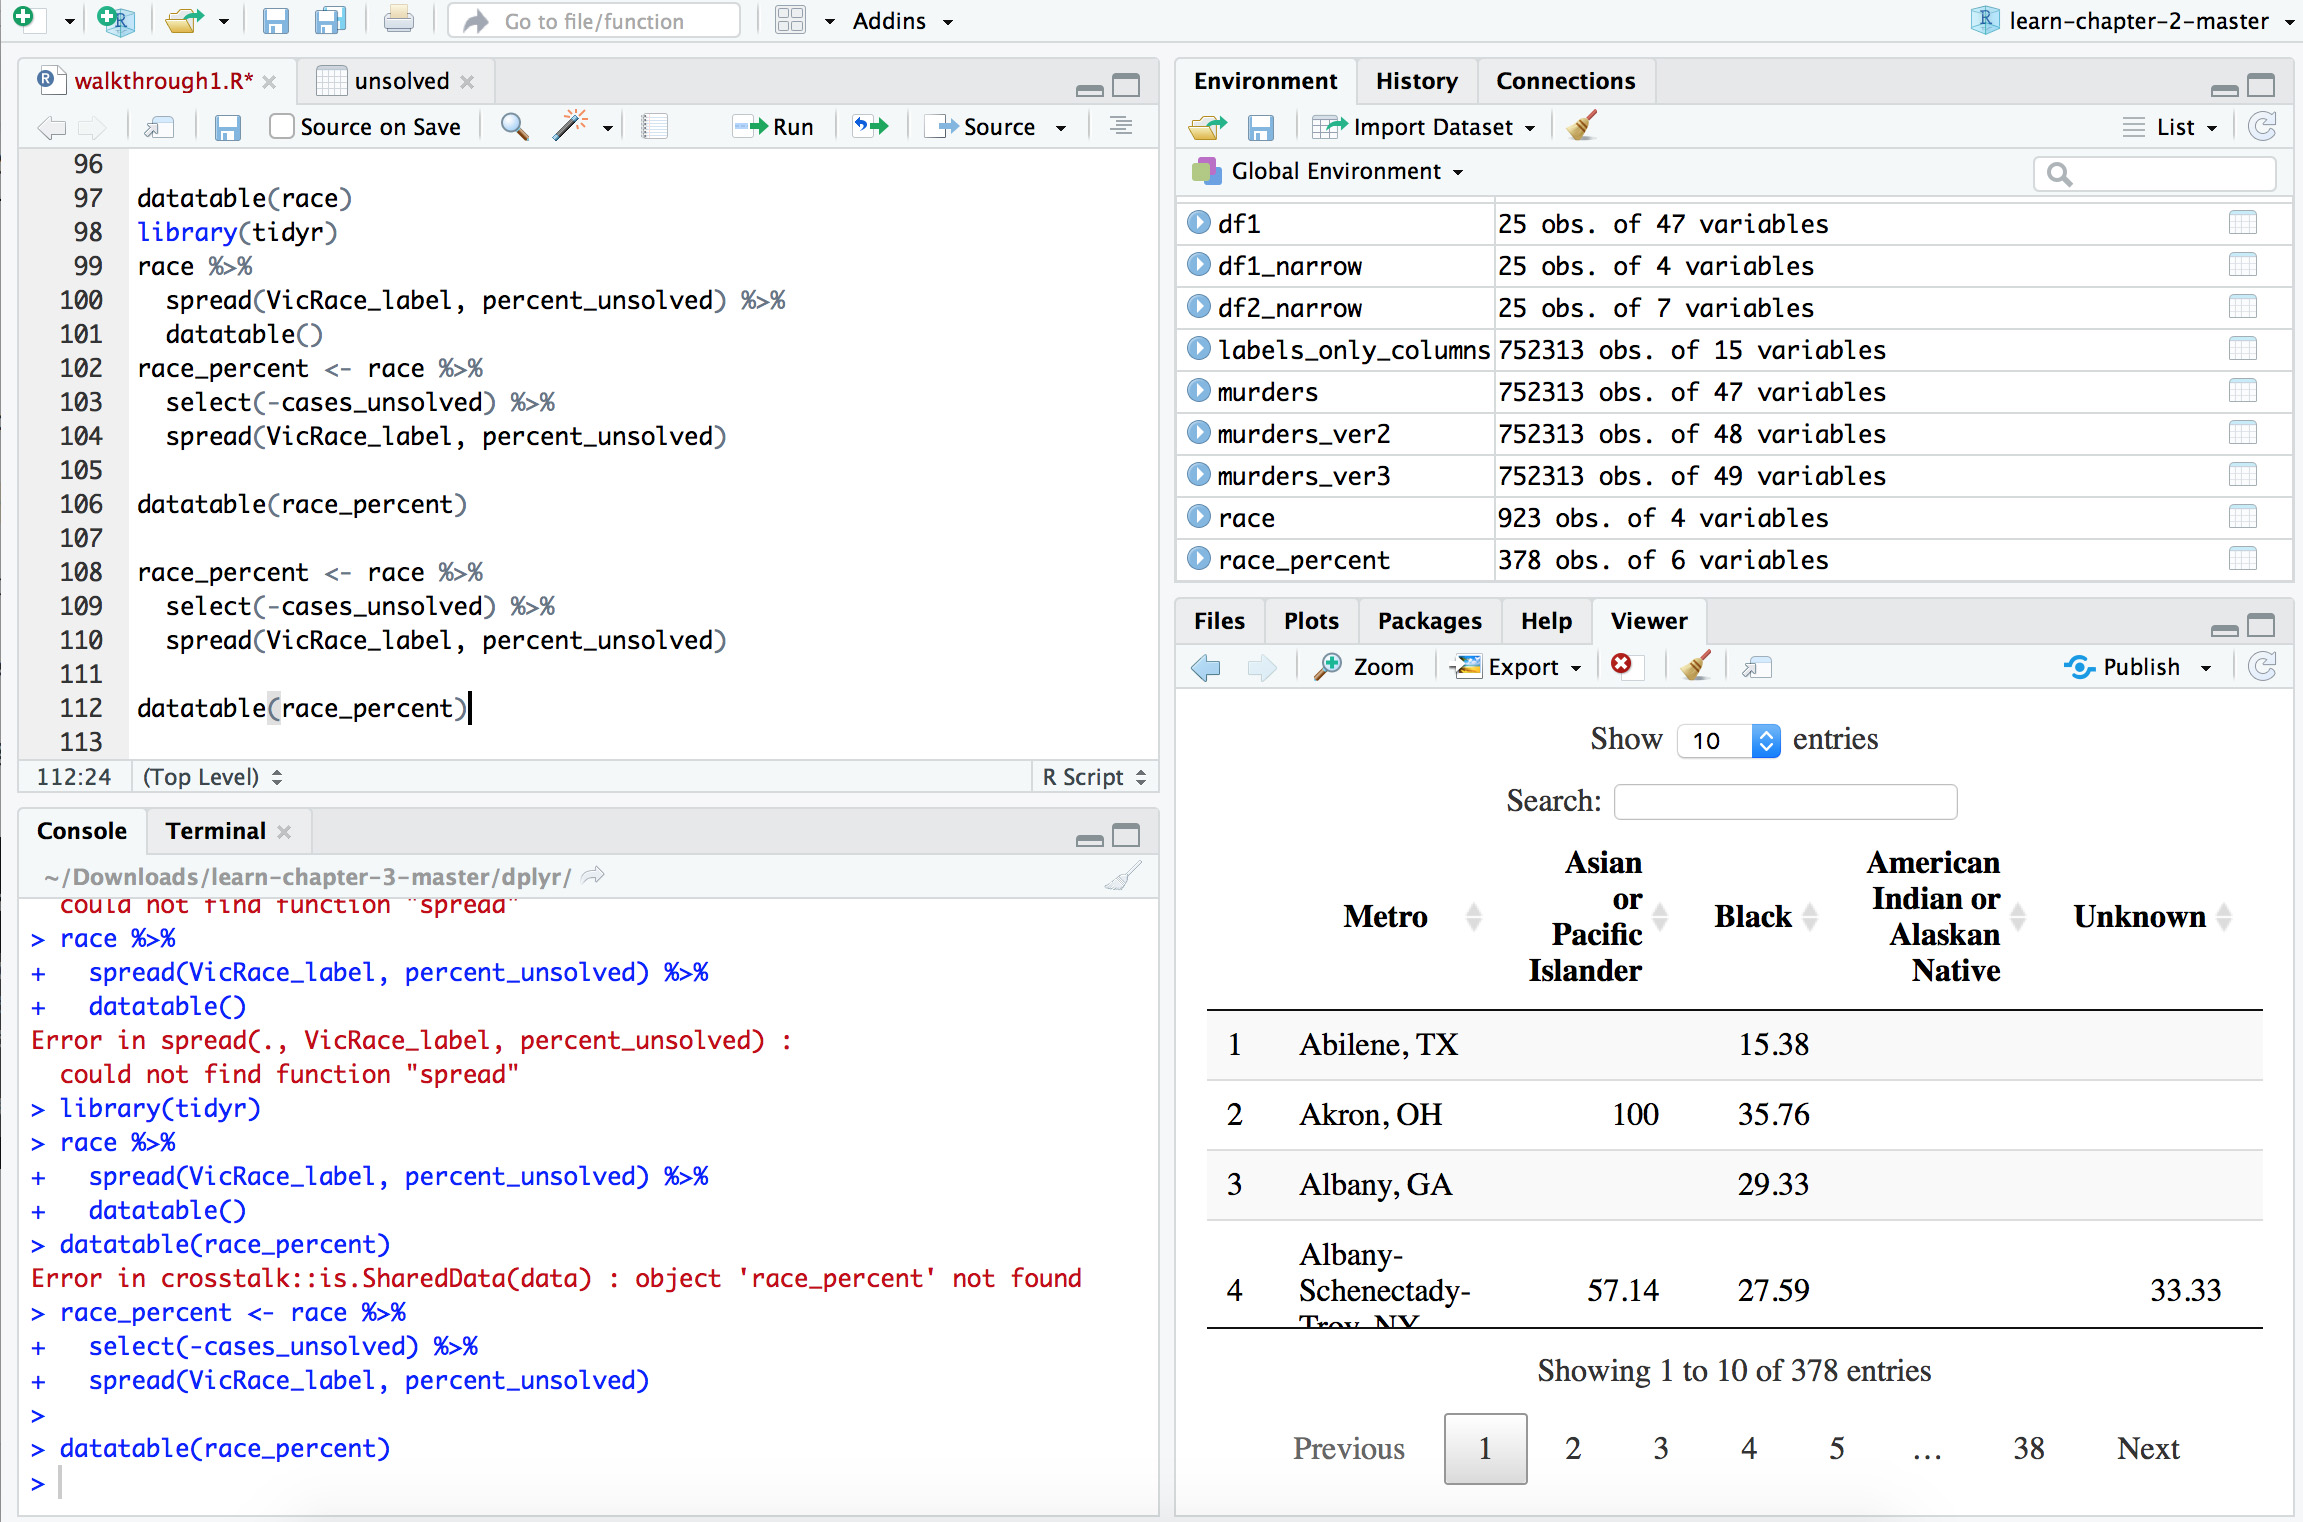 Go to file/function
Addins
learn-chapter-2-master
walkthrough1.R*
unsolved
Source on Save
Run
Source
96
97 datatable(race)
98 library(tidyr)
99 race %>%
100   spread(VicRace_label, percent_unsolved) %>%
101   datatable()
102 race_percent <- race %>%
103   select(-cases_unsolved) %>%
104   spread(VicRace_label, percent_unsolved)
105
106 datatable(race_percent)
107
108 race_percent <- race %>%
109   select(-cases_unsolved) %>%
110   spread(VicRace_label, percent_unsolved)
111
112 datatable(race_percent)
113
112:24 (Top Level) R Script
Console Terminal
~/Downloads/learn-chapter-3-master/dplyr/
could not find function "spread"
> race %>%
+   spread(VicRace_label, percent_unsolved) %>%
+   datatable()
Error in spread(., VicRace_label, percent_unsolved) :
  could not find function "spread"
> library(tidyr)
> race %>%
+   spread(VicRace_label, percent_unsolved) %>%
+   datatable()
> datatable(race_percent)
Error in crosstalk::is.SharedData(data) : object 'race_percent' not found
> race_percent <- race %>%
+   select(-cases_unsolved) %>%
+   spread(VicRace_label, percent_unsolved)
>
> datatable(race_percent)
>
Environment History Connections
Import Dataset
List
Global Environment
df1 25 obs. of 47 variables
df1_narrow 25 obs. of 4 variables
df2_narrow 25 obs. of 7 variables
labels_only_columns 752313 obs. of 15 variables
murders 752313 obs. of 47 variables
murders_ver2 752313 obs. of 48 variables
murders_ver3 752313 obs. of 49 variables
race 923 obs. of 4 variables
race_percent 378 obs. of 6 variables
Files Plots Packages Help Viewer
Zoom Export Publish
Show 10 entries
Search:
Metro
Asian
or
Pacific
Islander
Black
American
Indian or
Alaskan
Native
Unknown
1 Abilene, TX 15.38
2 Akron, OH 100 35.76
3 Albany, GA 29.33
4 Albany-
Schenectady-
Troy, NY
57.14 27.59 33.33
Showing 1 to 10 of 378 entries
Previous 1 2 3 4 5 … 38 Next